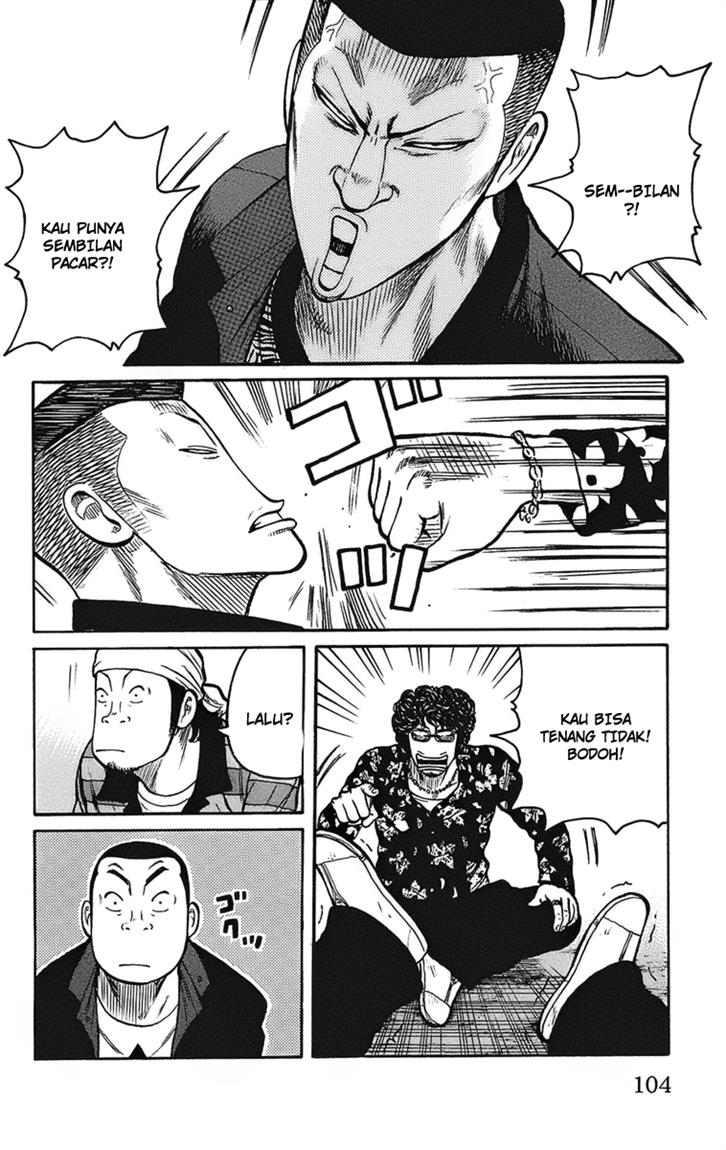 SEM--BILAN
?!
KAU PUNYA
SEMBILAN
PACAR?!
ゴッ
KAU BISA
TENANG TIDAK!
BODOH!
LALU?
ゴクッ
104